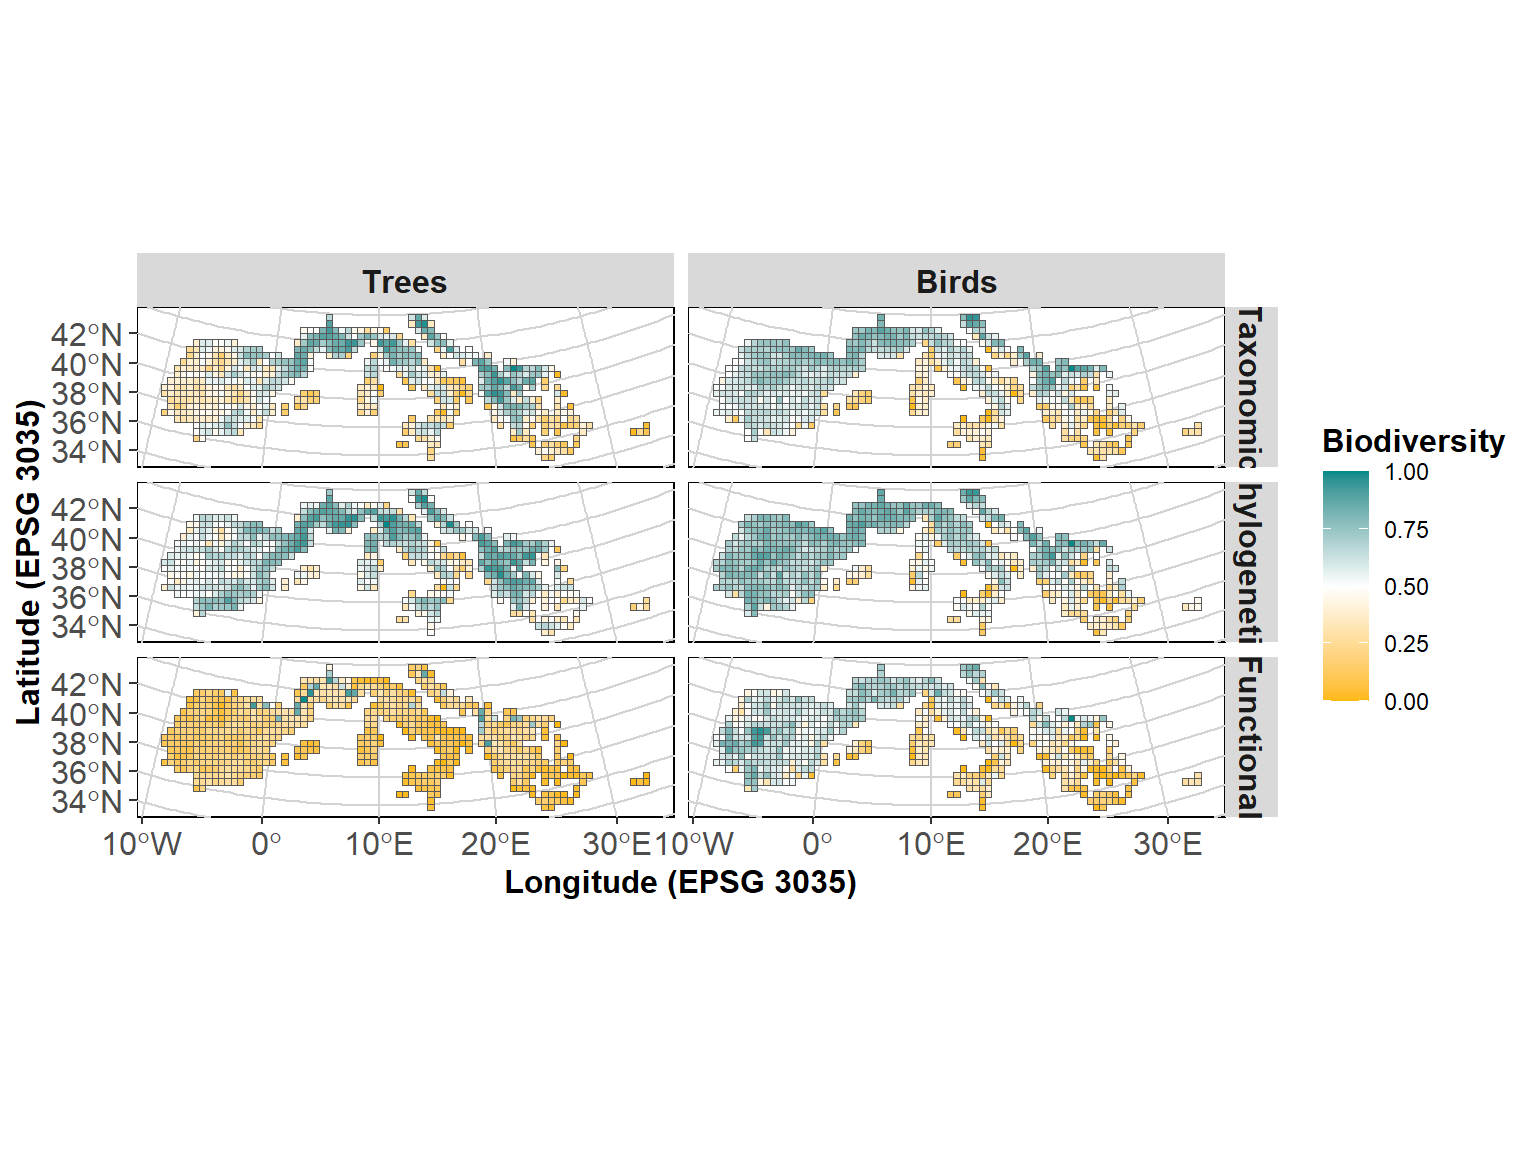 Trees
Birds
42°N
40°N
38°N
36°N
34°N
Taxonomic
42°N
40°N
38°N
36°N
34°N
hylogeneti
42°N
40°N
38°N
36°N
34°N
Functional
10°W 0° 10°E 20°E 30°E
10°W 0° 10°E 20°E 30°E
Longitude (EPSG 3035)
Latitude (EPSG 3035)
Biodiversity
1.00
0.75
0.50
0.25
0.00